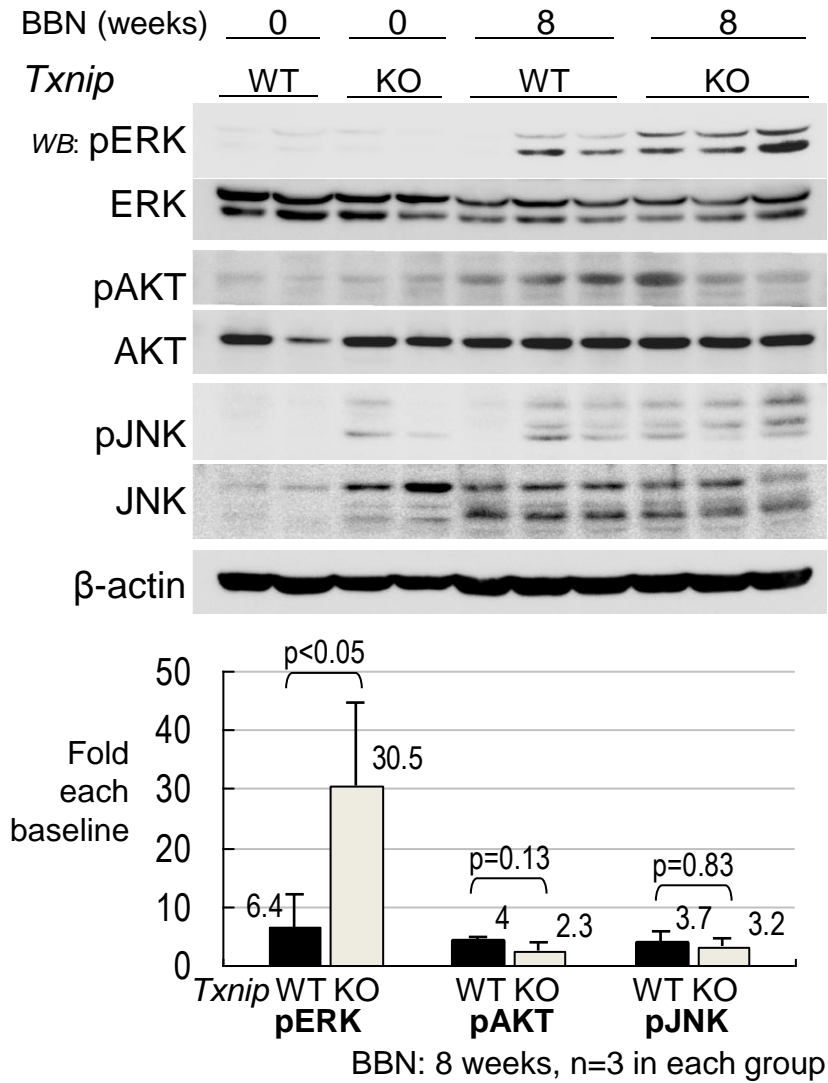 BBN (weeks) 0 0 8 8
Txnip WT KO WT KO
WB: pERK
ERK
pAKT
AKT
pJNK
JNK
β-actin
50
40
30
20
10
0
Fold
each
baseline
p<0.05
6.4
30.5
p=0.13
4
2.3
p=0.83
3.7
3.2
Txnip WT KO WT KO WT KO
pERK pAKT pJNK
BBN: 8 weeks, n=3 in each group